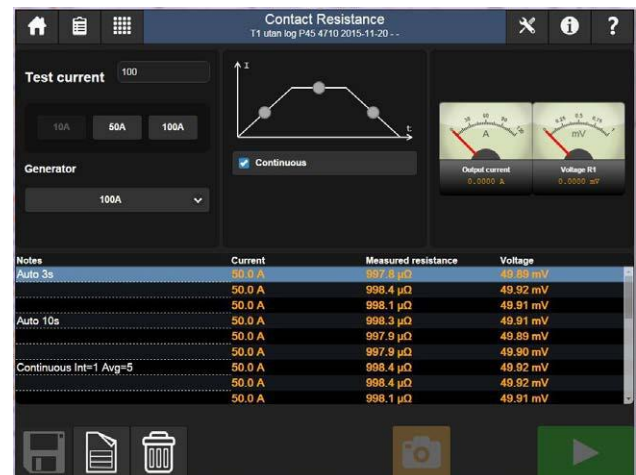 Contact Resistance
T1 utan log P45 4710 2015-11-20 - -
?
Test current 100
10A 50A 100A
Generator
100A
I
t
Continuous
A
mV
Output current Voltage R1
0.0000 A 0.0000 mV
Notes Current Measured resistance Voltage
Auto 3s 50.0 A 997.8 µΩ 49.89 mV
50.0 A 998.4 µΩ 49.92 mV
50.0 A 998.1 µΩ 49.91 mV
Auto 10s 50.0 A 998.3 µΩ 49.91 mV
50.0 A 997.9 µΩ 49.89 mV
50.0 A 997.9 µΩ 49.90 mV
Continuous Int=1 Avg=5 50.0 A 998.4 µΩ 49.92 mV
50.0 A 998.4 µΩ 49.92 mV
50.0 A 998.1 µΩ 49.91 mV